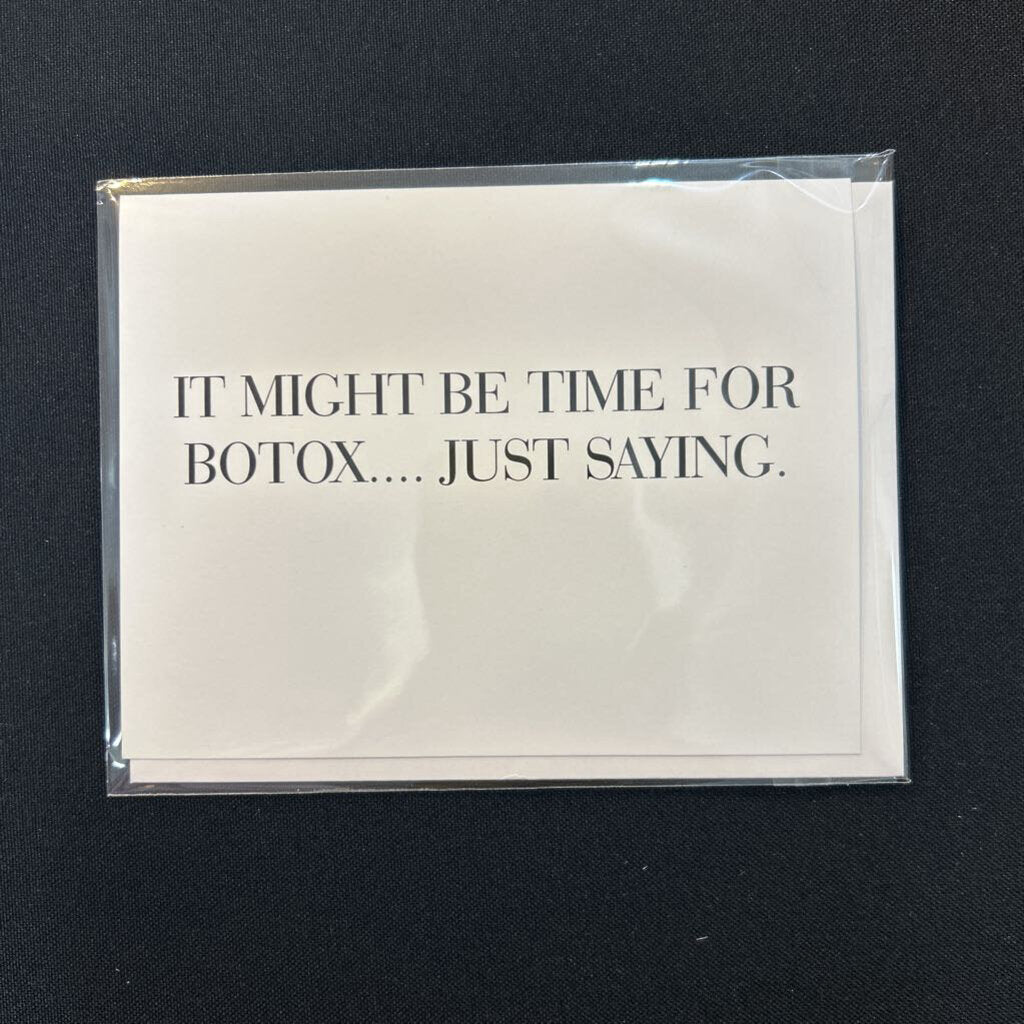 IT MIGHT BE TIME FOR
BOTOX.... JUST SAYING.